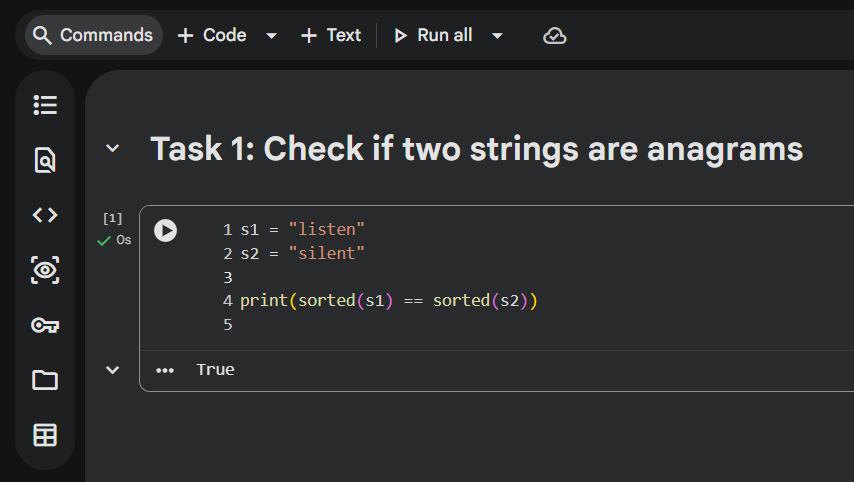 Commands + Code + Text Run all
Task 1: Check if two strings are anagrams
[1]
0s
1 s1 = "listen"
2 s2 = "silent"
3
4 print(sorted(s1) == sorted(s2))
5
••• True